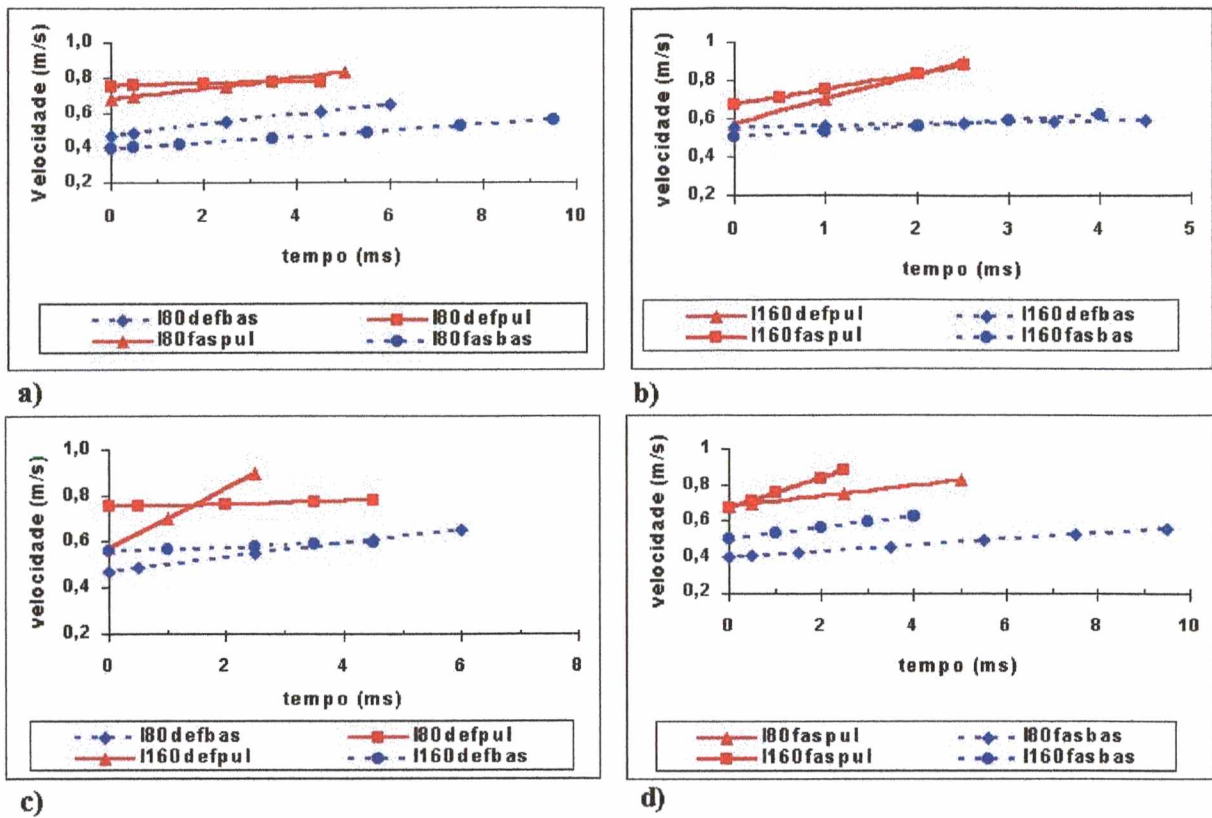 Velocidade (m/s)
1,0
0,8
0,6
0,4
0,2
0 2 4 6 8 10
tempo (ms)
I80defbas I80defpul
I80faspul I80fasbas
a)
velocidade (m/s)
1
0,8
0,6
0,4
0,2
0 1 2 3 4 5
tempo (ms)
I160defpul I160defbas
I160faspul I160fasbas
b)
velocidade (m/s)
1,0
0,8
0,6
0,4
0,2
0 2 4 6 8
tempo (ms)
I80defbas I80defpul
I160defpul I160defbas
c)
velocidade (m/s)
1
0,8
0,6
0,4
0,2
0 2 4 6 8 10
tempo (ms)
I80faspul I80fasbas
I160faspul I160fasbas
d)